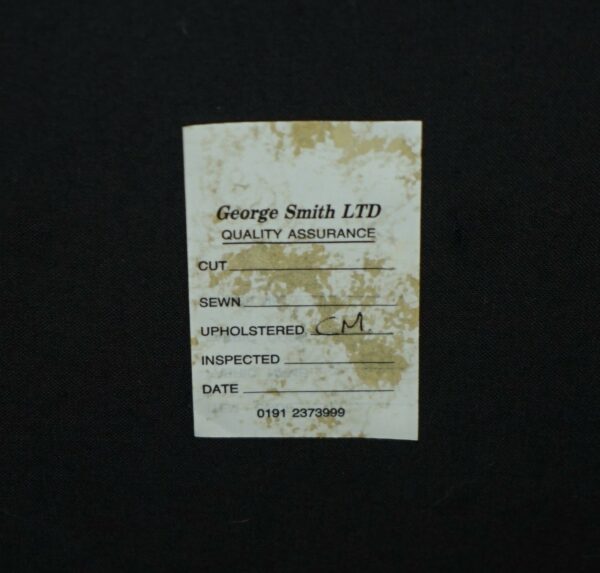 George Smith LTD
QUALITY ASSURANCE
CUT
SEWN
UPHOLSTERED CM.
INSPECTED
DATE
0191 2373999